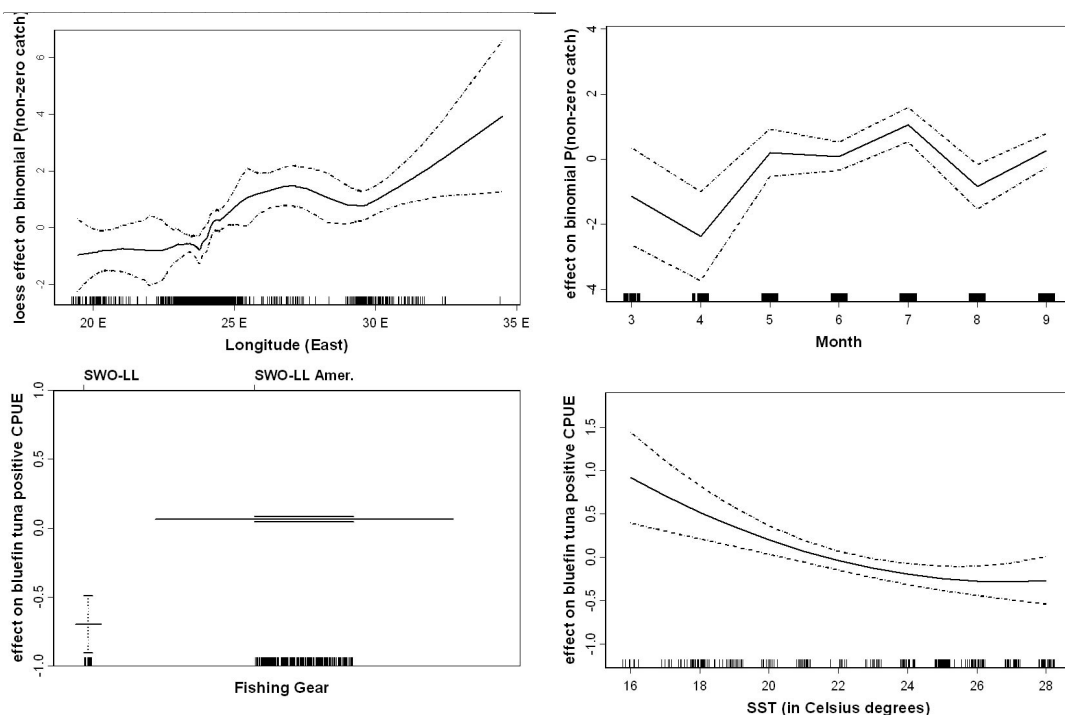 loess effect on binomial P(non-zero catch)
6
4
2
0
-2
20 E 25 E 30 E 35 E
Longitude (East)
effect on binomial P(non-zero catch)
4
2
0
-2
-4
3 4 5 6 7 8 9
Month
SWO-LL SWO-LL Amer.
effect on bluefin tuna positive CPUE
1.0
0.5
0.0
-0.5
-1.0
Fishing Gear
effect on bluefin tuna positive CPUE
1.5
1.0
0.5
0.0
-0.5
-1.0
16 18 20 22 24 26 28
SST (in Celsius degrees)